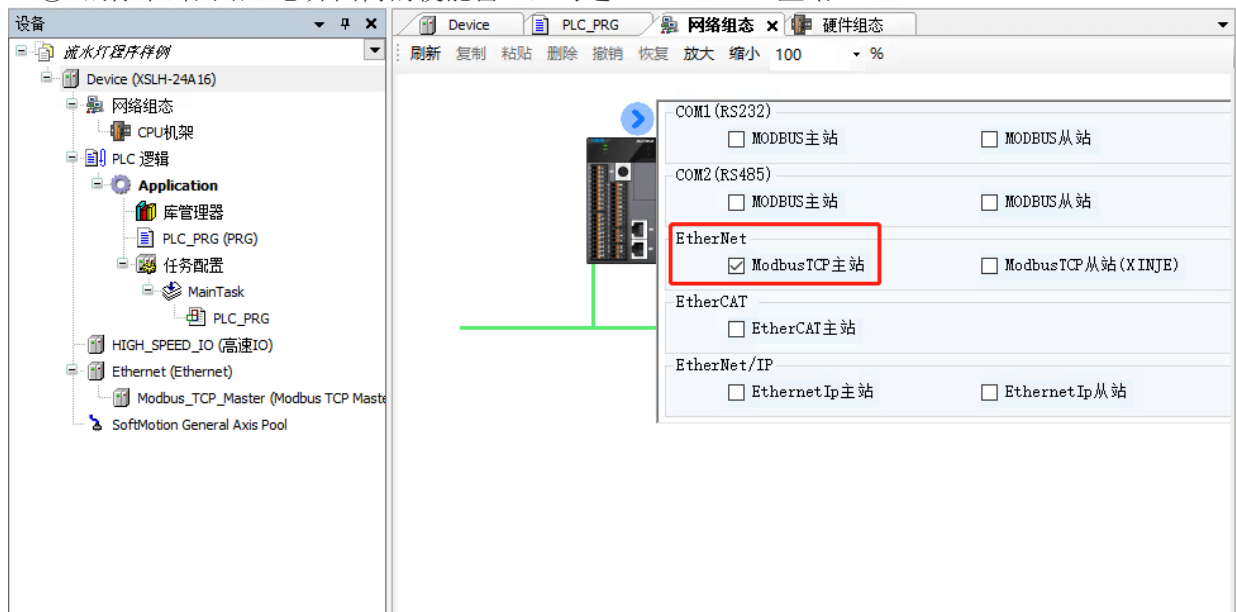 设备
流水灯程序样例
Device (XSLH-24A16)
网络组态
CPU机架
PLC 逻辑
Application
库管理器
PLC_PRG (PRG)
任务配置
MainTask
PLC_PRG
HIGH_SPEED_IO (高速IO)
Ethernet (Ethernet)
Modbus_TCP_Master (Modbus TCP Maste
SoftMotion General Axis Pool
Device PLC_PRG 网络组态 硬件组态
刷新 复制 粘贴 删除 撤销 恢复 放大 缩小 100 %
COM1(RS232)
MODBUS主站 MODBUS从站
COM2(RS485)
MODBUS主站 MODBUS从站
EtherNet
ModbusTCP主站 ModbusTCP从站(XINJE)
EtherCAT
EtherCAT主站
EtherNet/IP
EthernetIp主站 EthernetIp从站